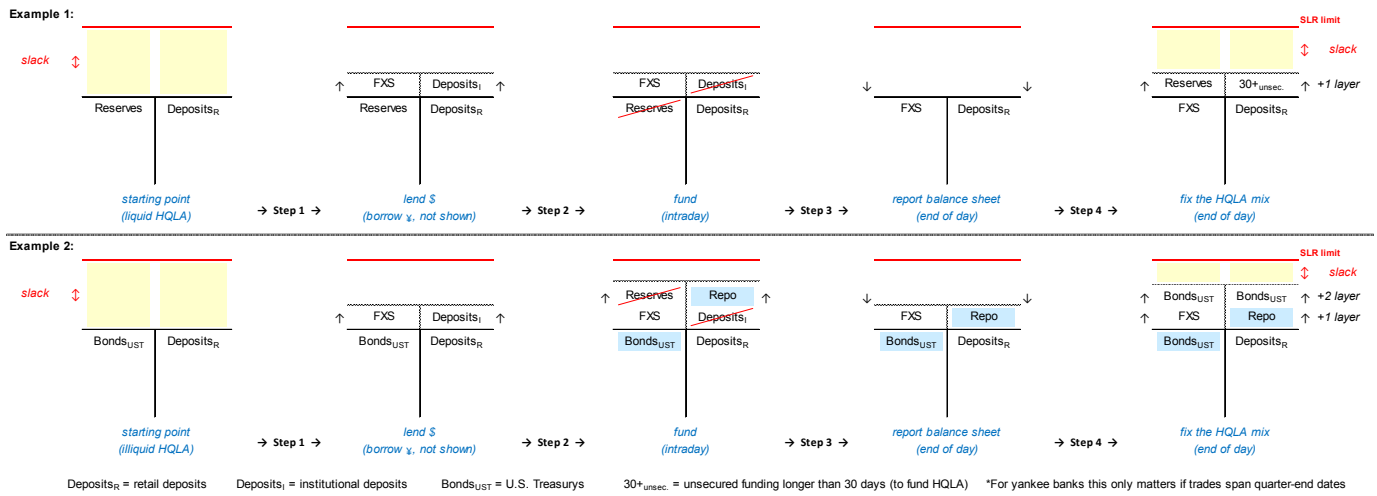 Example 1:
SLR limit
slack ↕
↕ slack
↑ FXS Deposits_I ↑
FXS Deposits_I
↓ ↓
↑ Reserves 30+_unsec. ↑ +1 layer
Reserves Deposits_R
Reserves Deposits_R
Reserves Deposits_R
FXS Deposits_R
FXS Deposits_R
starting point
(liquid HQLA)
→ Step 1 →
lend $
(borrow ¥, not shown)
→ Step 2 →
fund
(intraday)
→ Step 3 →
report balance sheet
(end of day)
→ Step 4 →
fix the HQLA mix
(end of day)
Example 2:
SLR limit
slack ↕
↕ slack
↑ Reserves Repo ↑
↑ Bonds_UST Bonds_UST ↑ +2 layer
↑ FXS Deposits_I ↑
FXS Deposits_I
↓ FXS Repo ↓
↑ FXS Repo ↑ +1 layer
Bonds_UST Deposits_R
Bonds_UST Deposits_R
Bonds_UST Deposits_R
Bonds_UST Deposits_R
Bonds_UST Deposits_R
starting point
(illiquid HQLA)
→ Step 1 →
lend $
(borrow ¥, not shown)
→ Step 2 →
fund
(intraday)
→ Step 3 →
report balance sheet
(end of day)
→ Step 4 →
fix the HQLA mix
(end of day)
Deposits_R = retail deposits Deposits_I = institutional deposits Bonds_UST = U.S. Treasurys 30+_unsec. = unsecured funding longer than 30 days (to fund HQLA) *For yankee banks this only matters if trades span quarter-end dates